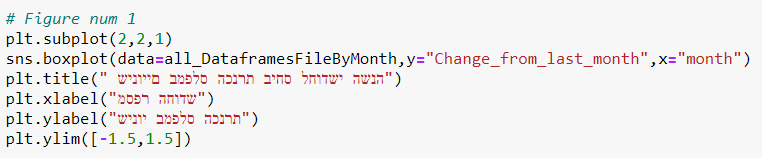 # Figure num 1
plt.subplot(2,2,1)
sns.boxplot(data=all_DataframesFileByMonth,y="Change_from_last_month",x="month")
plt.title(" הנשה ישדוחל סחיב תרנכה סלפמב םייוניש")
plt.xlabel("שדוחה רפסמ")
plt.ylabel("תרנכה סלפמב יוניש")
plt.ylim([-1.5,1.5])